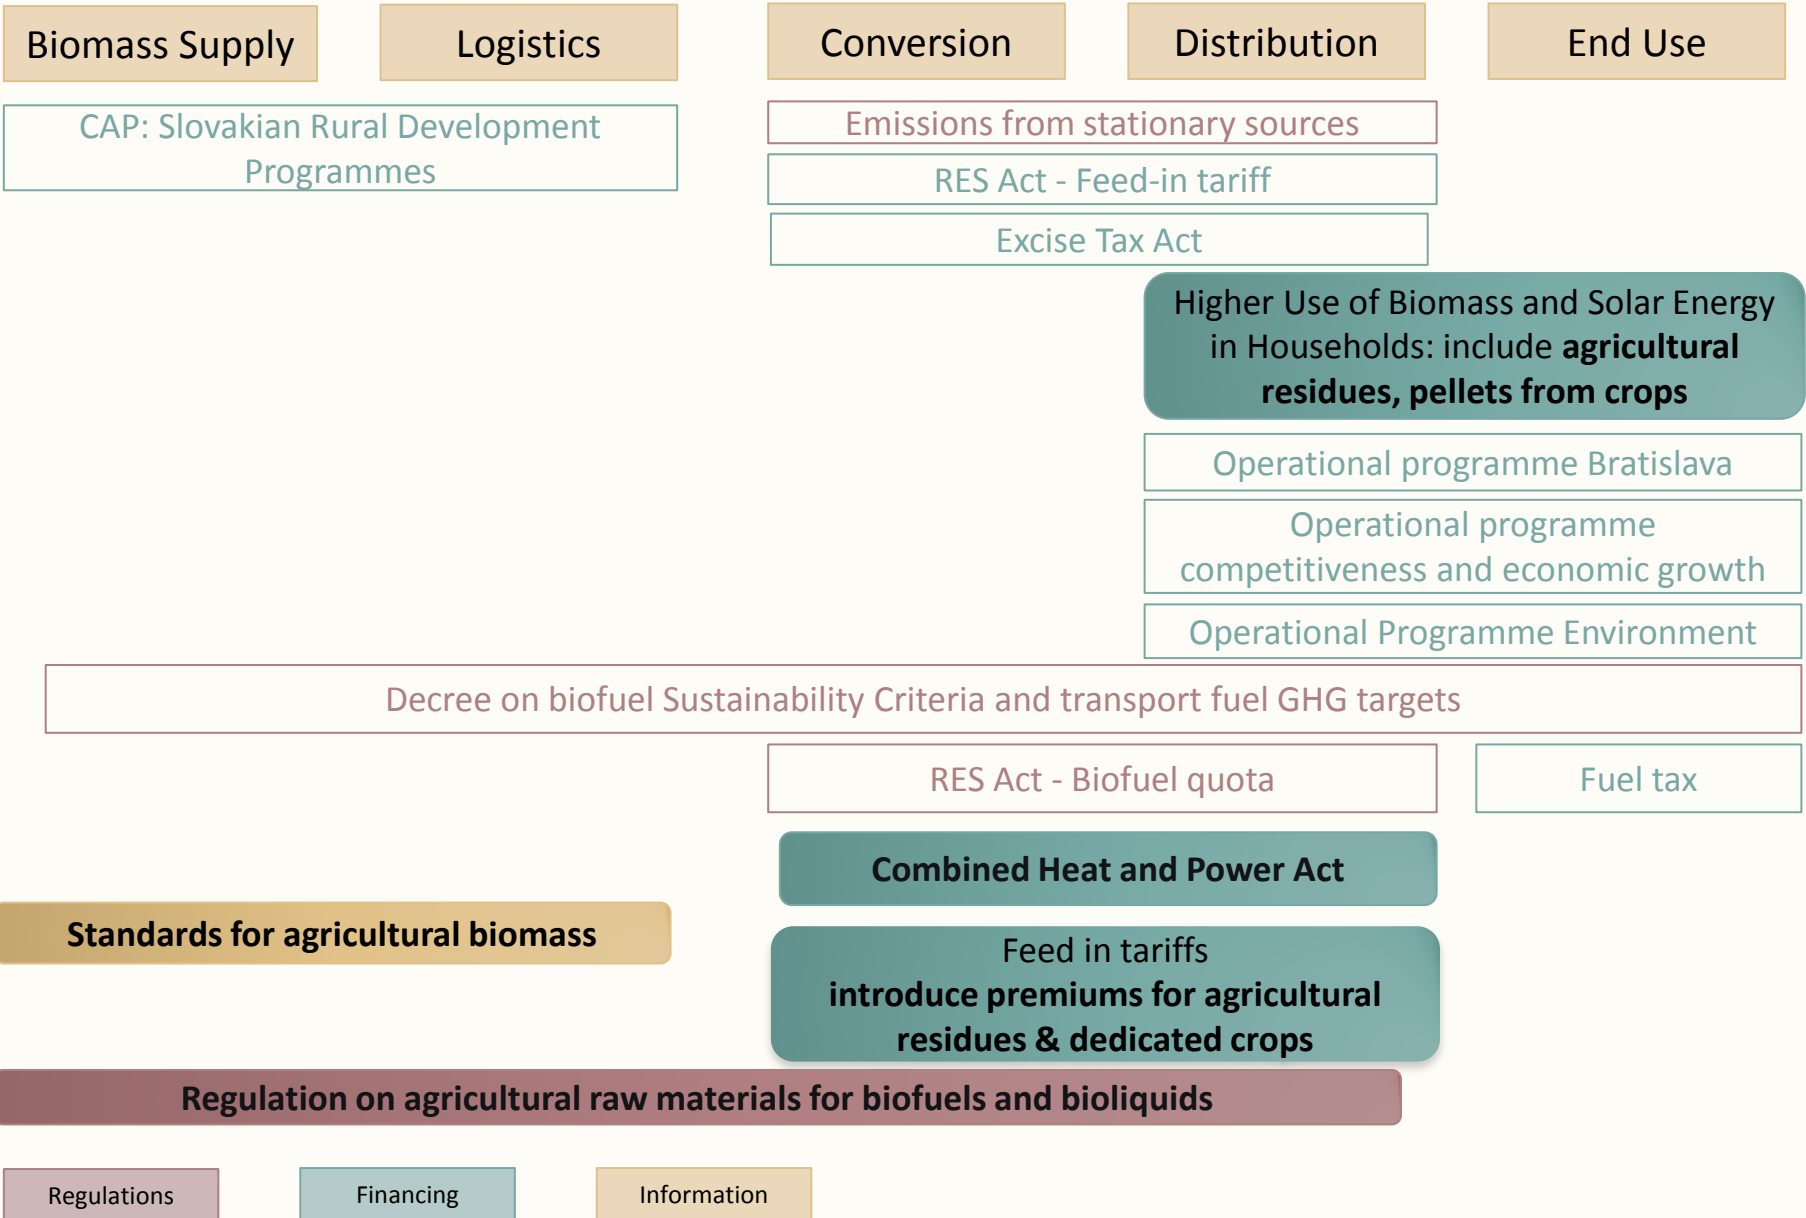 Biomass Supply
Logistics
Conversion
Distribution
End Use
CAP: Slovakian Rural Development
Programmes
Emissions from stationary sources
RES Act - Feed-in tariff
Excise Tax Act
Higher Use of Biomass and Solar Energy
in Households: include agricultural
residues, pellets from crops
Operational programme Bratislava
Operational programme
competitiveness and economic growth
Operational Programme Environment
Decree on biofuel Sustainability Criteria and transport fuel GHG targets
RES Act - Biofuel quota
Fuel tax
Combined Heat and Power Act
Standards for agricultural biomass
Feed in tariffs
introduce premiums for agricultural
residues & dedicated crops
Regulation on agricultural raw materials for biofuels and bioliquids
Regulations
Financing
Information